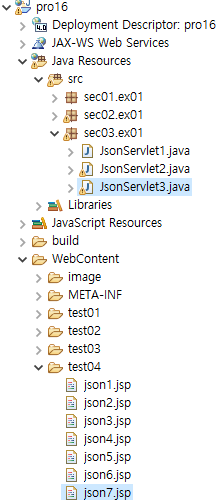 pro16
Deployment Descriptor: pro16
JAX-WS Web Services
Java Resources
src
sec01.ex01
sec02.ex01
sec03.ex01
JsonServlet1.java
JsonServlet2.java
JsonServlet3.java
Libraries
JavaScript Resources
build
WebContent
image
META-INF
test01
test02
test03
test04
json1.jsp
json2.jsp
json3.jsp
json4.jsp
json5.jsp
json6.jsp
json7.jsp